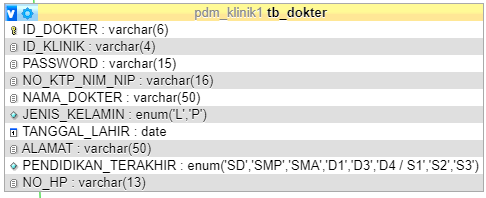 pdm_klinik1 tb_dokter
ID_DOKTER : varchar(6)
ID_KLINIK : varchar(4)
PASSWORD : varchar(15)
NO_KTP_NIM_NIP : varchar(16)
NAMA_DOKTER : varchar(50)
JENIS_KELAMIN : enum('L','P')
TANGGAL_LAHIR : date
ALAMAT : varchar(50)
PENDIDIKAN_TERAKHIR : enum('SD','SMP','SMA','D1','D3','D4 / S1','S2','S3')
NO_HP : varchar(13)